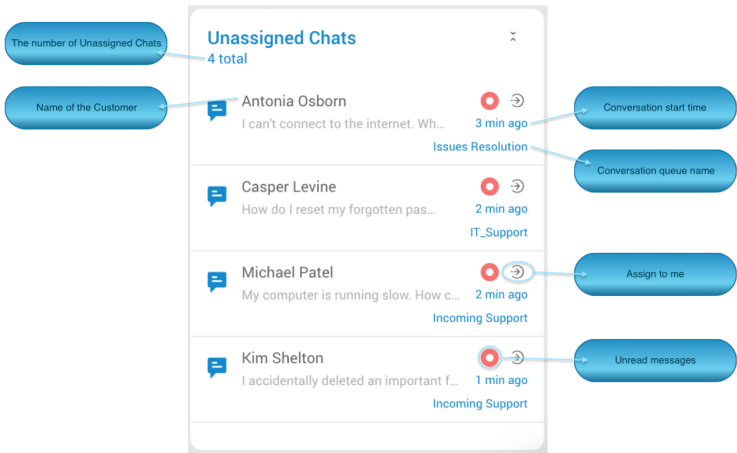 Unassigned Chats
4 total
The number of Unassigned Chats
Antonia Osborn
I can't connect to the internet. Wh...
3 min ago
Issues Resolution
Name of the Customer
Conversation start time
Conversation queue name
Casper Levine
How do I reset my forgotten pas...
2 min ago
IT_Support
Michael Patel
My computer is running slow. How c...
2 min ago
Incoming Support
Assign to me
Kim Shelton
I accidentally deleted an important f...
1 min ago
Incoming Support
Unread messages